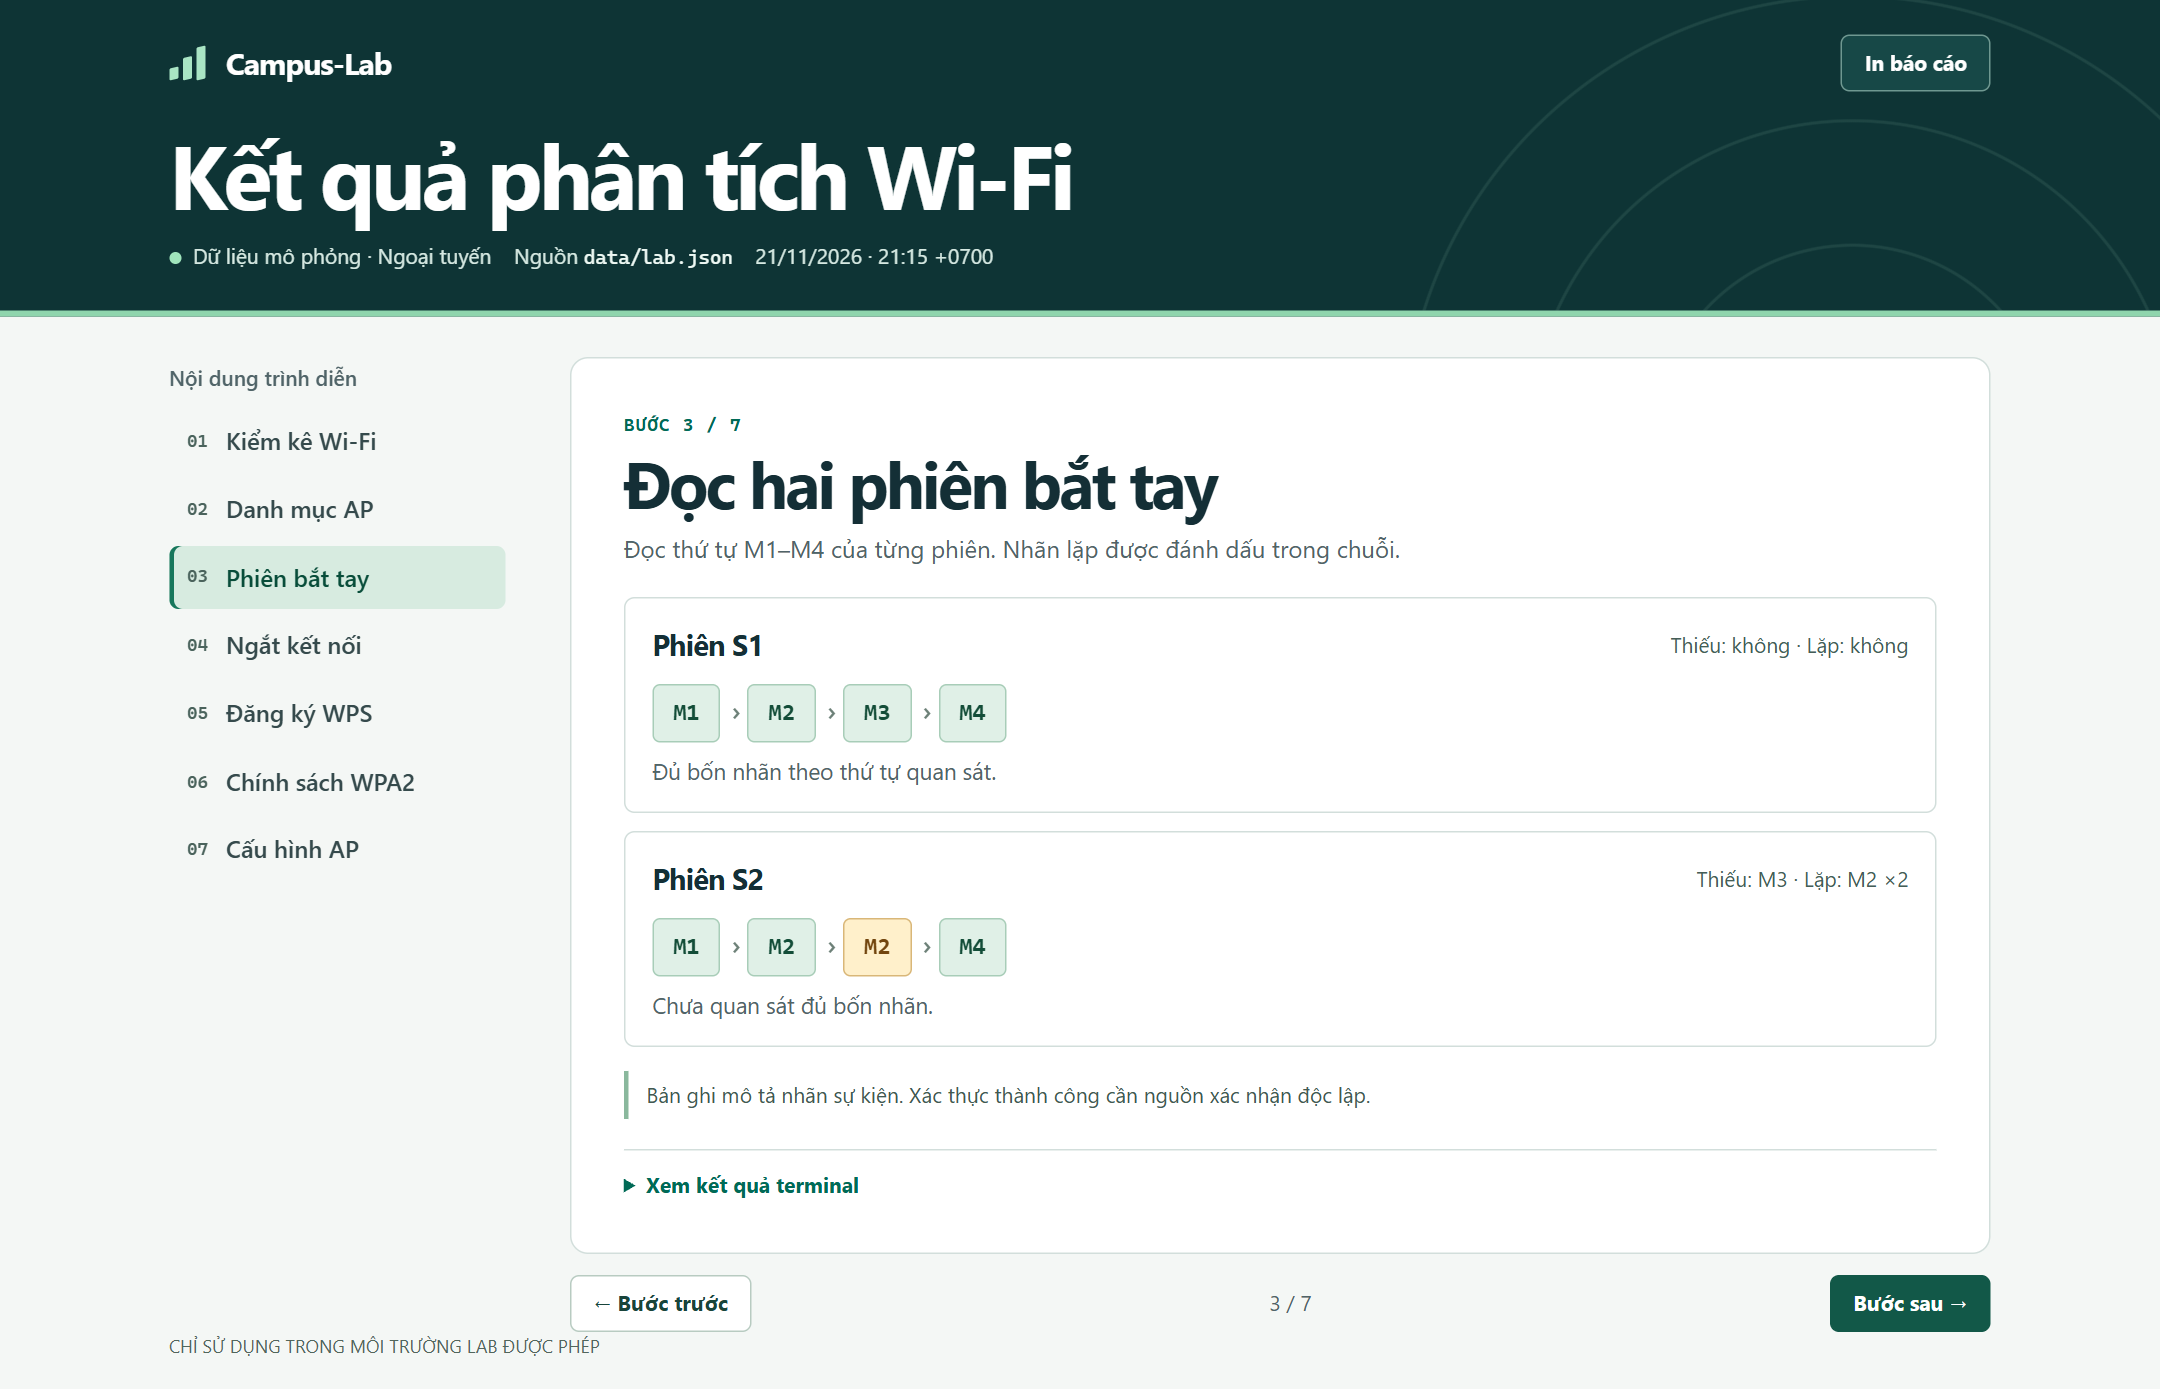 Campus-Lab
In báo cáo
Kết quả phân tích Wi-Fi
Dữ liệu mô phỏng · Ngoại tuyến Nguồn data/lab.json 21/11/2026 · 21:15 +0700
Nội dung trình diễn
01 Kiểm kê Wi-Fi
02 Danh mục AP
03 Phiên bắt tay
04 Ngắt kết nối
05 Đăng ký WPS
06 Chính sách WPA2
07 Cấu hình AP
BƯỚC 3 / 7
Đọc hai phiên bắt tay
Đọc thứ tự M1–M4 của từng phiên. Nhãn lặp được đánh dấu trong chuỗi.
Phiên S1
Thiếu: không · Lặp: không
M1 › M2 › M3 › M4
Đủ bốn nhãn theo thứ tự quan sát.
Phiên S2
Thiếu: M3 · Lặp: M2 ×2
M1 › M2 › M2 › M4
Chưa quan sát đủ bốn nhãn.
Bản ghi mô tả nhãn sự kiện. Xác thực thành công cần nguồn xác nhận độc lập.
▶ Xem kết quả terminal
← Bước trước
3 / 7
Bước sau →
CHỈ SỬ DỤNG TRONG MÔI TRƯỜNG LAB ĐƯỢC PHÉP